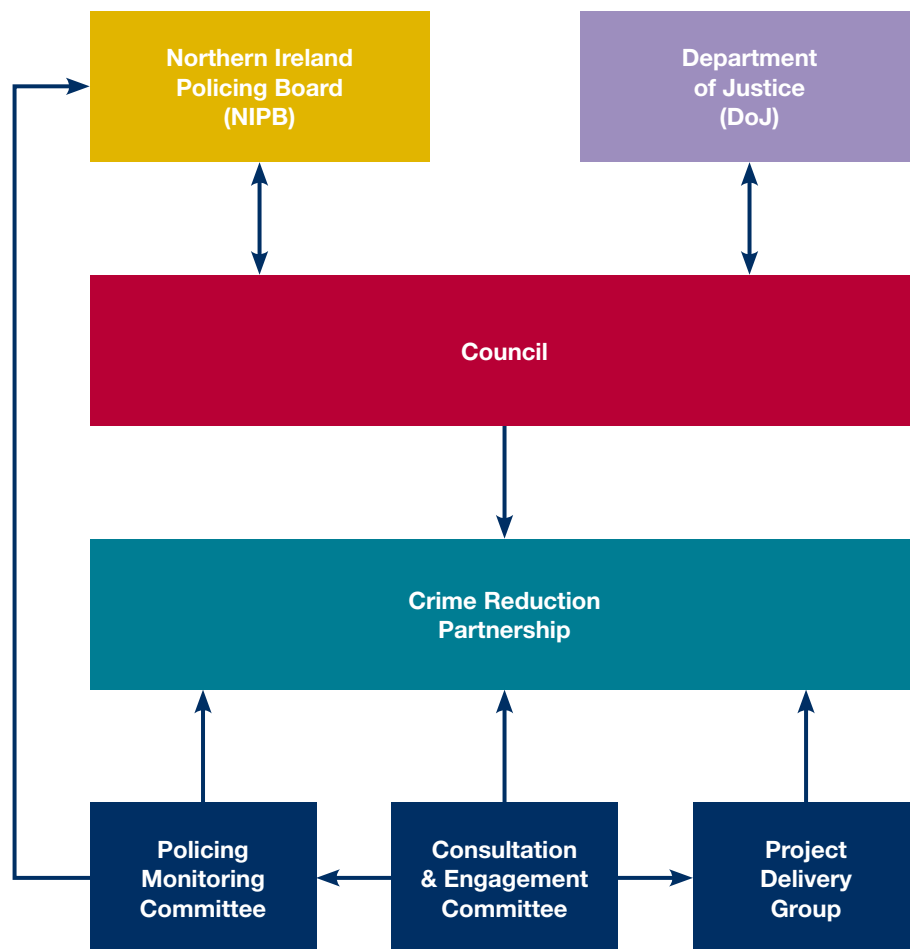 Northern Ireland
Policing Board
(NIPB)
Department
of Justice
(DoJ)
Council
Crime Reduction
Partnership
Policing
Monitoring
Committee
Consultation
& Engagement
Committee
Project
Delivery
Group